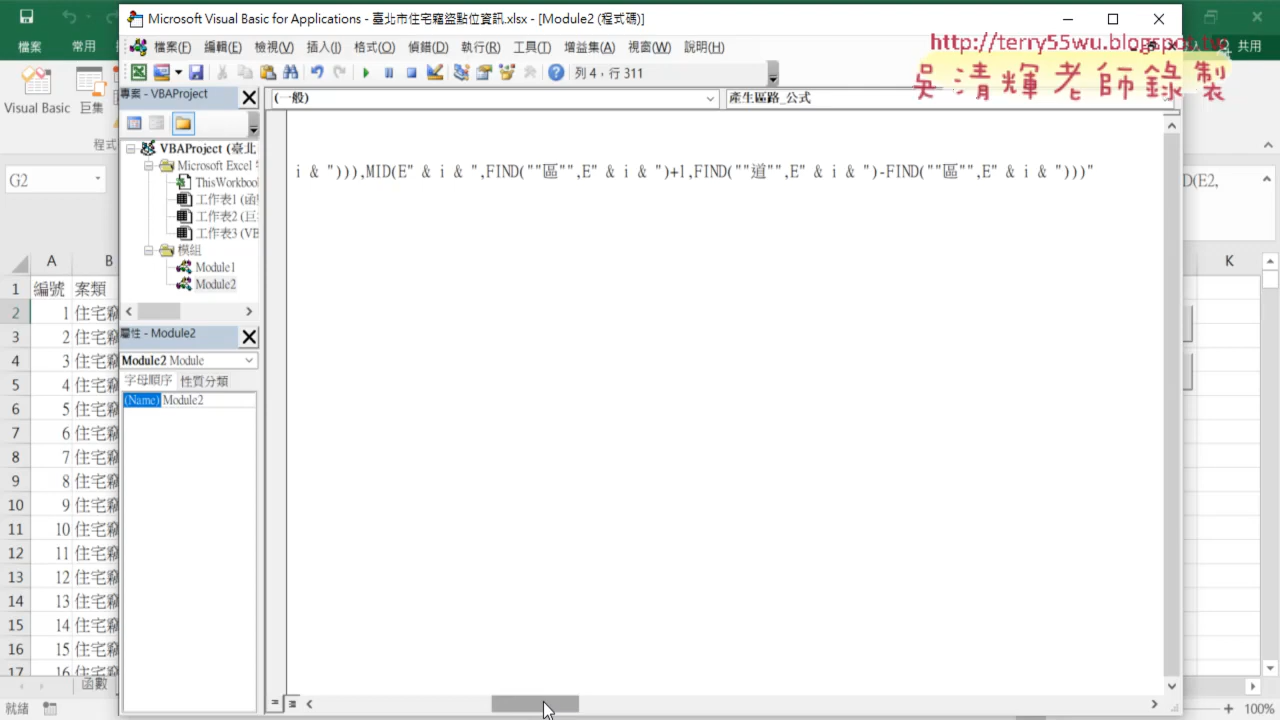 Microsoft Visual Basic for Applications - 臺北市住宅竊盜點位資訊.xlsx - [Module2 (程式碼)]
http://terry55wu.blogspot.tw
吳清輝老師錄製
檔案 常用
共用
檔案(F) 編輯(E) 檢視(V) 插入(I) 格式(O) 偵錯(D) 執行(R) 工具(T) 增益集(A) 視窗(W) 說明(H)
列 4，行 311
Visual Basic 巨集
程式
專案 - VBAProject
(一般)
產生區路_公式
VBAProject (臺北
Microsoft Excel
ThisWorkboo
工作表1 (函
工作表2 (巨
工作表3 (VB
模組
Module1
Module2
i & "))),MID(E" & i & ",FIND(""區"",E" & i & ")+1,FIND(""道"",E" & i & ")-FIND(""區"",E" & i & ")))"
G2
D(E2,
屬性 - Module2
Module2 Module
字母順序 性質分類
(Name) Module2
A B K
1 編號 案類
2 1 住宅竊
3 2 住宅竊
4 3 住宅竊
5 4 住宅竊
6 5 住宅竊
7 6 住宅竊
8 7 住宅竊
9 8 住宅竊
10 9 住宅竊
11 10 住宅竊
12 11 住宅竊
13 12 住宅竊
14 13 住宅竊
15 14 住宅竊
16 15 住宅竊
17 16 住宅竊
函數
就緒
100%